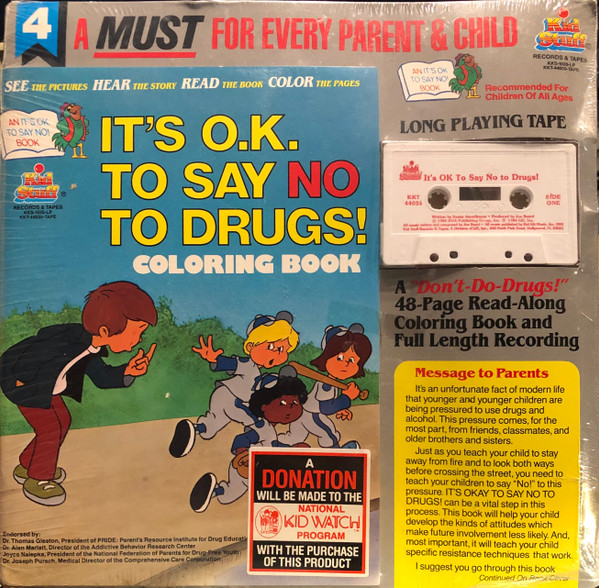 4
A MUST FOR EVERY PARENT & CHILD
Kid Stuff
RECORDS & TAPES
SEE THE PICTURES HEAR THE STORY READ THE BOOK COLOR THE PAGES
AN IT'S OK
TO SAY NO!
BOOK
Recommended For
Children Of All Ages
AN IT'S OK
TO SAY NO!
BOOK
Kid Stuff
RECORDS & TAPES
IT'S O.K.
TO SAY NO
TO DRUGS!
COLORING BOOK
LONG PLAYING TAPE
It's OK To Say No to Drugs!
KKT
SIDE
ONE
A "Don't-Do-Drugs!"
48-Page Read-Along
Coloring Book and
Full Length Recording
Message to Parents
It's an unfortunate fact of modern life
that younger and younger children are
being pressured to use drugs and
alcohol. This pressure comes, for the
most part, from friends, classmates, and
older brothers and sisters.
Just as you teach your child to stay
away from fire and to look both ways
before crossing the street, you need to
teach your children to say "No!" to this
pressure. IT'S OKAY TO SAY NO TO
DRUGS! can be a vital step in this
process. This book will help your child
develop the kinds of attitudes which
make future involvement less likely. And,
most important, it will teach your child
specific resistance techniques that work.
I suggest you go through this book
Continued On Back Cover
A
DONATION
WILL BE MADE TO THE
NATIONAL
KID WATCH
PROGRAM
WITH THE PURCHASE
OF THIS PRODUCT
Endorsed by:
Dr. Thomas Gleaton, President of PRIDE: Parent's Resource Institute for Drug
Dr. Alan Marlatt, Director of the Addictive Behavior Research Center
Joyce Nalepka, President of the National Federation of Parents for Drug-Free Youth
Dr. Joseph Pursch, Medical Director of the Comprehensive Care Corporation